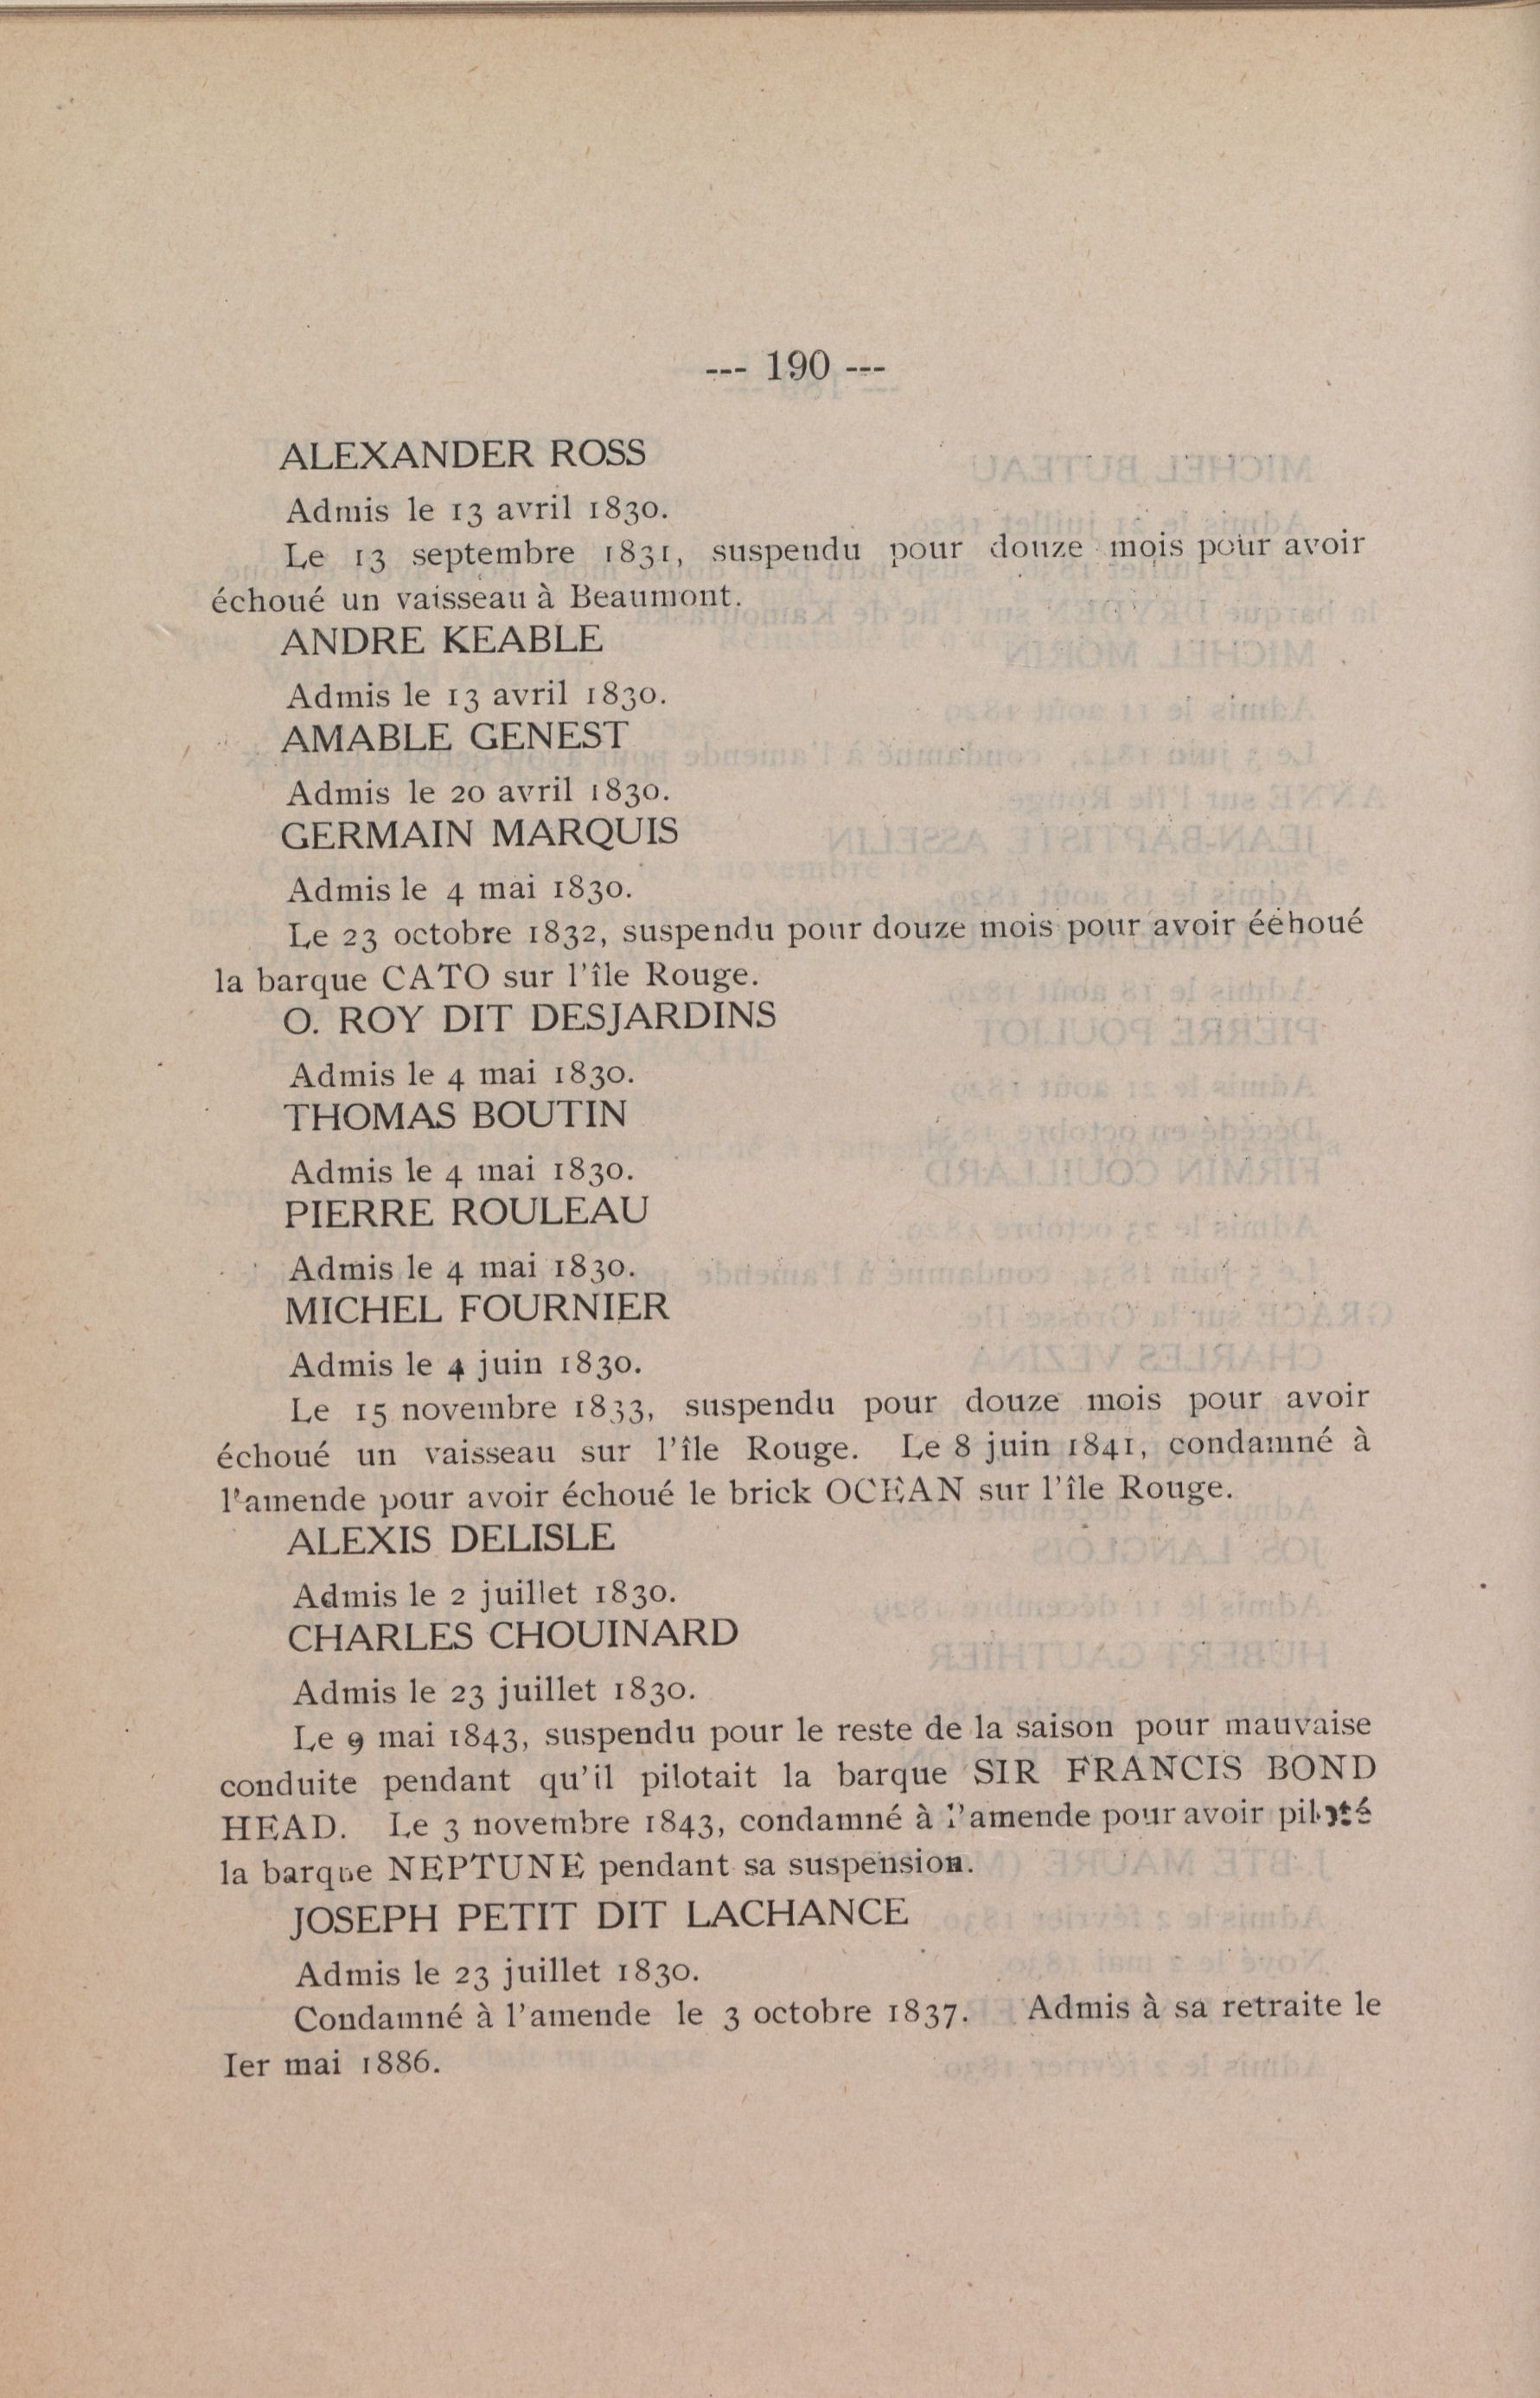 --- 190 ---
ALEXANDER ROSS
Admis le 13 avril 1830.
Le 13 septembre 1831, suspendu pour douze mois pour avoir
échoué un vaisseau à Beaumont.
ANDRE KEABLE
Admis le 13 avril 1830.
AMABLE GENEST
Admis le 20 avril 1830.
GERMAIN MARQUIS
Admis le 4 mai 1830.
Le 23 octobre 1832, suspendu pour douze mois pour avoir éehoué
la barque CATO sur l'île Rouge.
O. ROY DIT DESJARDINS
Admis le 4 mai 1830.
THOMAS BOUTIN
Admis le 4 mai 1830.
PIERRE ROULEAU
Admis le 4 mai 1830.
MICHEL FOURNIER
Admis le 4 juin 1830.
Le 15 novembre 1833, suspendu pour douze mois pour avoir
échoué un vaisseau sur l'île Rouge. Le 8 juin 1841, condamné à
l'amende pour avoir échoué le brick OCEAN sur l'île Rouge.
ALEXIS DELISLE
Admis le 2 juillet 1830.
CHARLES CHOUINARD
Admis le 23 juillet 1830.
Le 9 mai 1843, suspendu pour le reste de la saison pour mauvaise
conduite pendant qu'il pilotait la barque SIR FRANCIS BOND
HEAD. Le 3 novembre 1843, condamné à l'amende pour avoir piloté
la barque NEPTUNE pendant sa suspension.
JOSEPH PETIT DIT LACHANCE
Admis le 23 juillet 1830.
Condamné à l'amende le 3 octobre 1837. Admis à sa retraite le
Ier mai 1886.